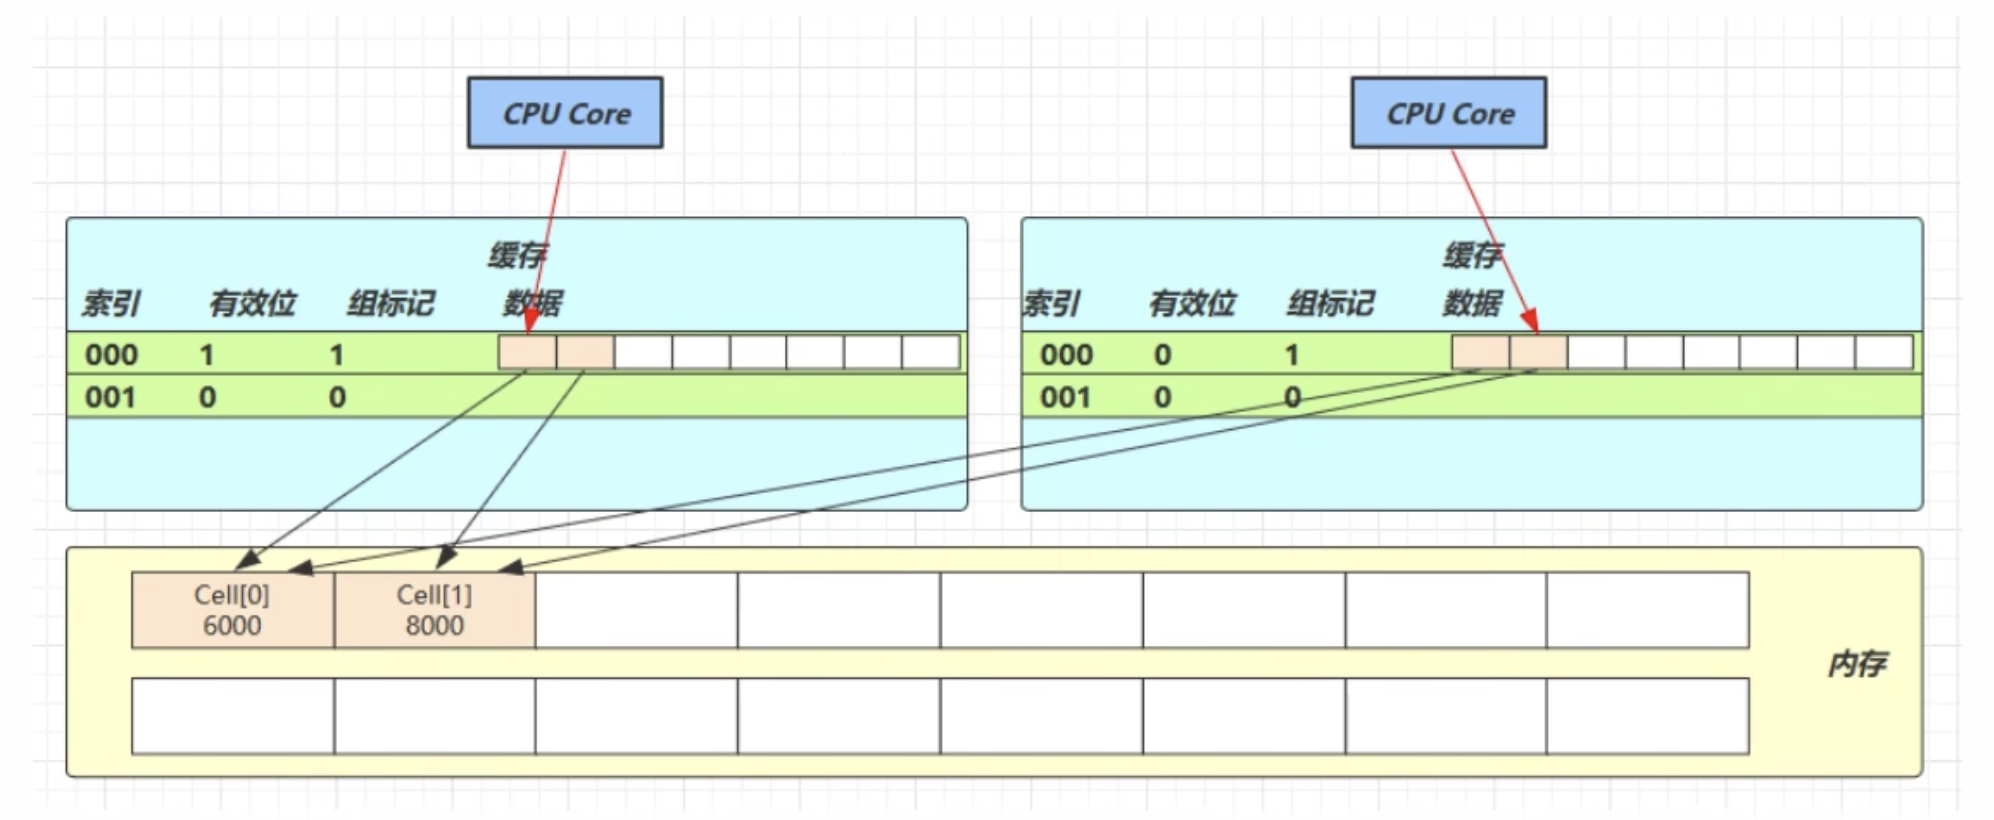 CPU Core
CPU Core
缓存
索引 有效位 组标记 数据
000 1 1
001 0 0
缓存
索引 有效位 组标记 数据
000 0 1
001 0 0
Cell[0]
6000
Cell[1]
8000
内存